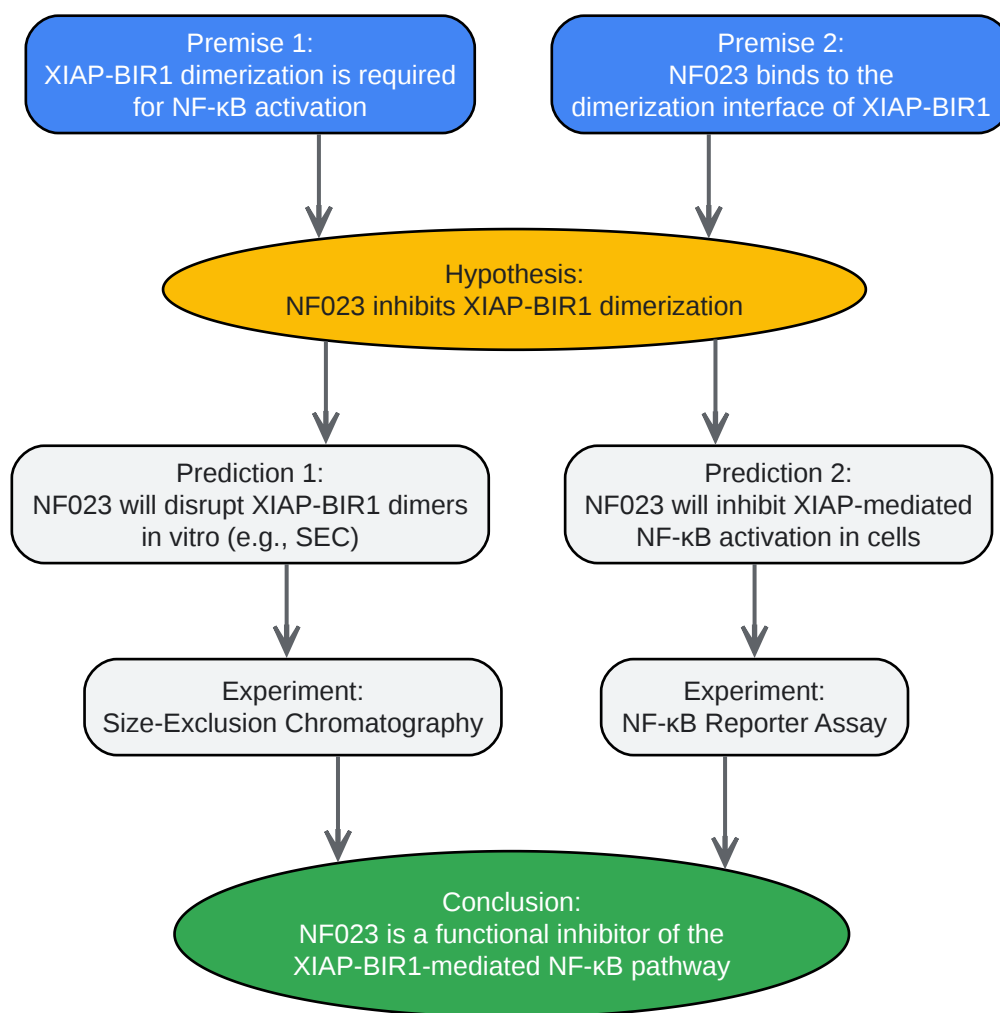 Premise 1:
XIAP-BIR1 dimerization is required
for NF-κB activation
Premise 2:
NF023 binds to the
dimerization interface of XIAP-BIR1
Hypothesis:
NF023 inhibits XIAP-BIR1 dimerization
Prediction 1:
NF023 will disrupt XIAP-BIR1 dimers
in vitro (e.g., SEC)
Prediction 2:
NF023 will inhibit XIAP-mediated
NF-κB activation in cells
Experiment:
Size-Exclusion Chromatography
Experiment:
NF-κB Reporter Assay
Conclusion:
NF023 is a functional inhibitor of the
XIAP-BIR1-mediated NF-κB pathway